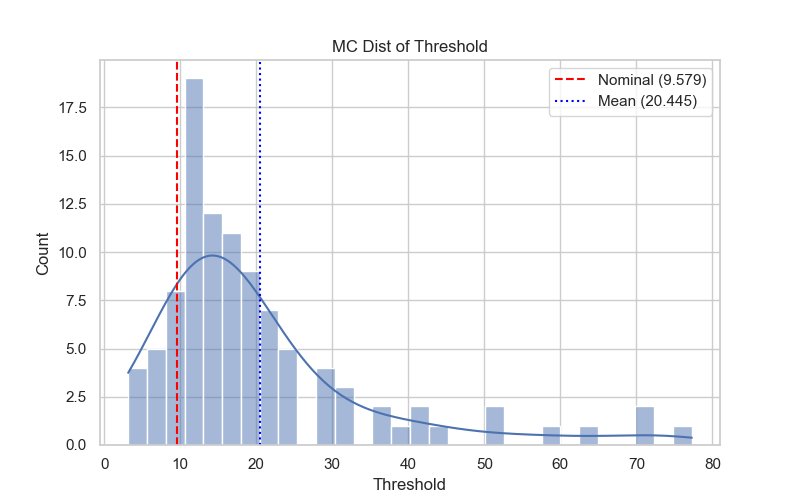 MC Dist of Threshold
Nominal (9.579)
Mean (20.445)
Count
17.5
15.0
12.5
10.0
7.5
5.0
2.5
0.0
0 10 20 30 40 50 60 70 80
Threshold